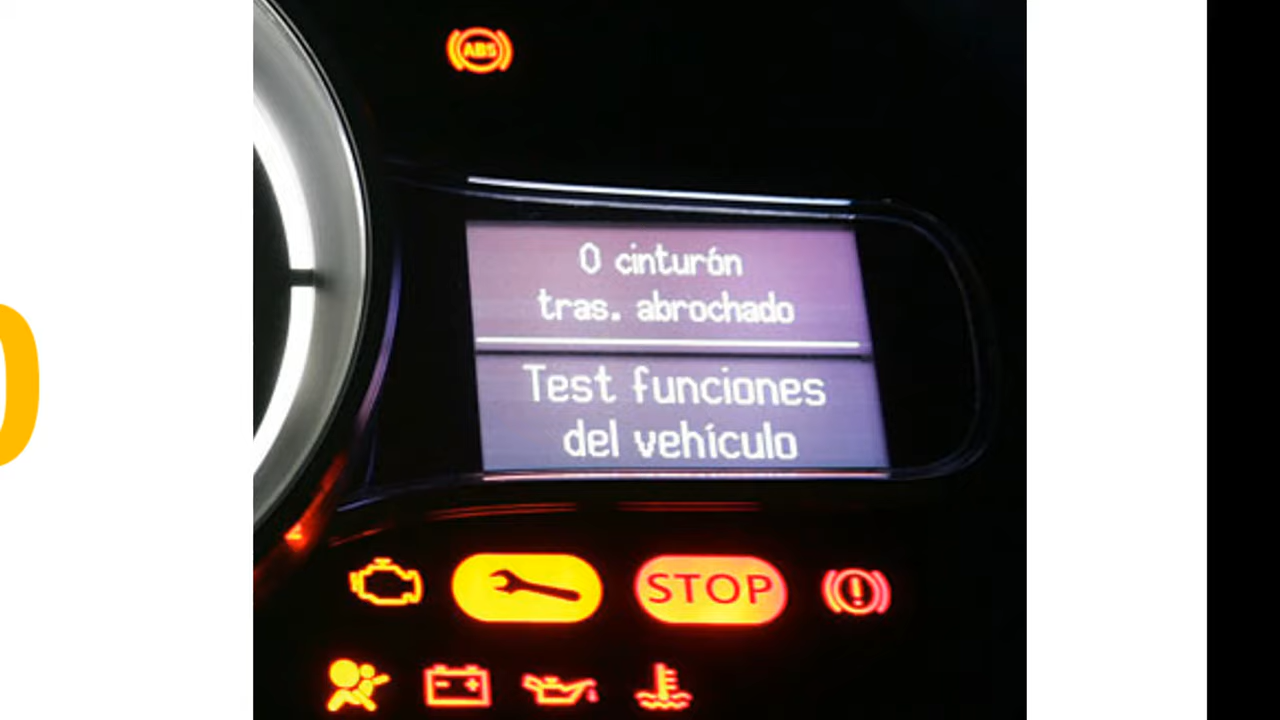 ABS
0 cinturón
tras. abrochado
Test funciones
del vehículo
STOP